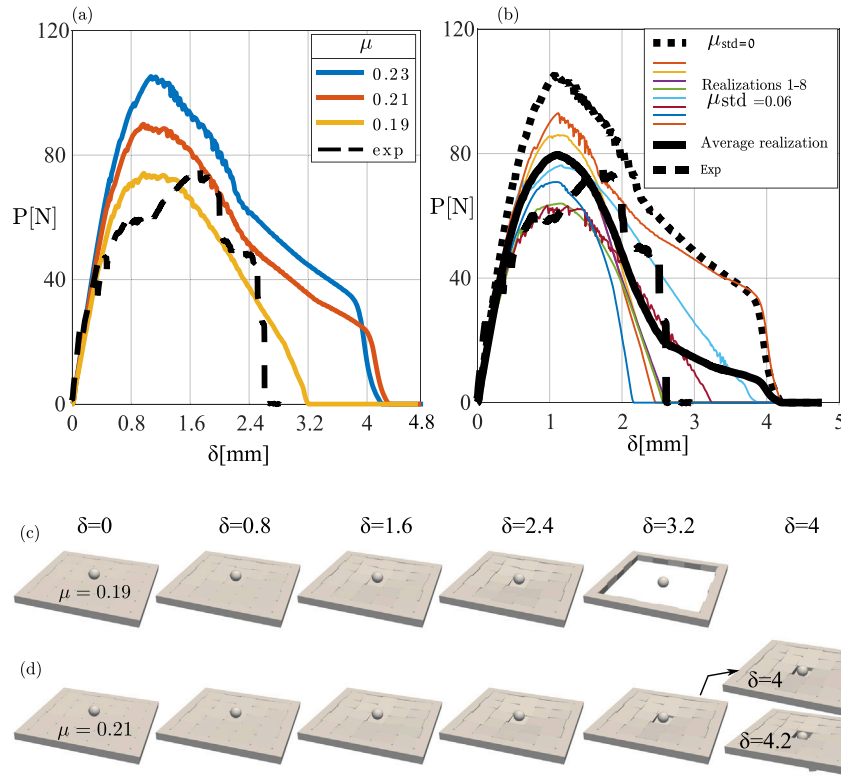 (a)
120
80
P[N]
40
0
0 0.8 1.6 2.4 3.2 4 4.8
δ[mm]
μ
0.23
0.21
0.19
exp
(b)
120
80
P[N]
40
0
0 1 2 3 4 5
δ[mm]
μstd=0
Realizations 1-8
μstd =0.06
Average realization
Exp
(c)
δ=0 δ=0.8 δ=1.6 δ=2.4 δ=3.2 δ=4
μ = 0.19
(d)
μ = 0.21
δ=4
δ=4.2